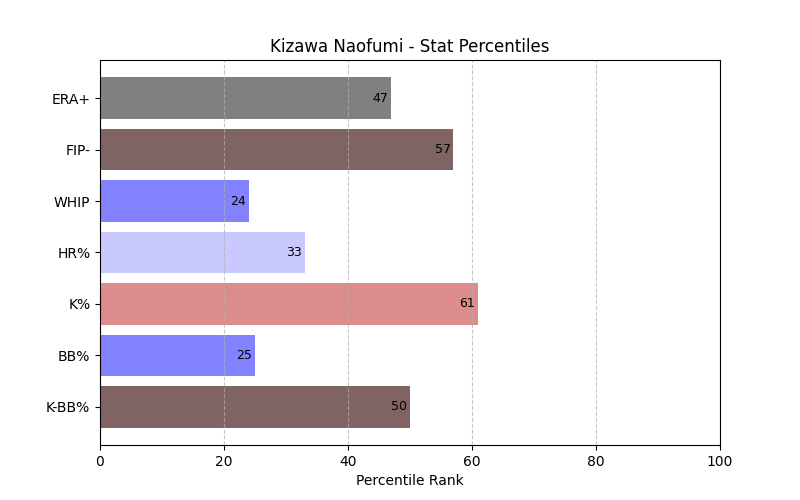 Kizawa Naofumi - Stat Percentiles
ERA+ 47
FIP- 57
WHIP 24
HR% 33
K% 61
BB% 25
K-BB% 50
0 20 40 60 80 100
Percentile Rank